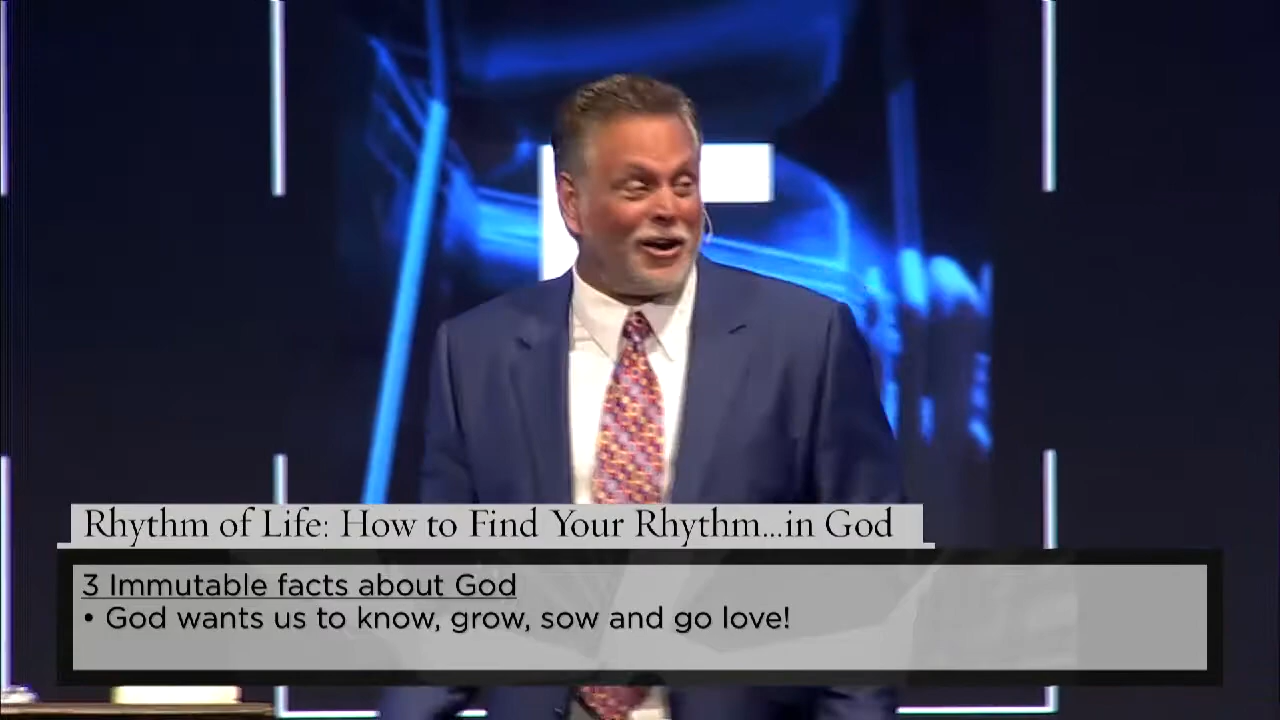 Rhythm of Life: How to Find Your Rhythm...in God
3 Immutable facts about God
• God wants us to know, grow, sow and go love!